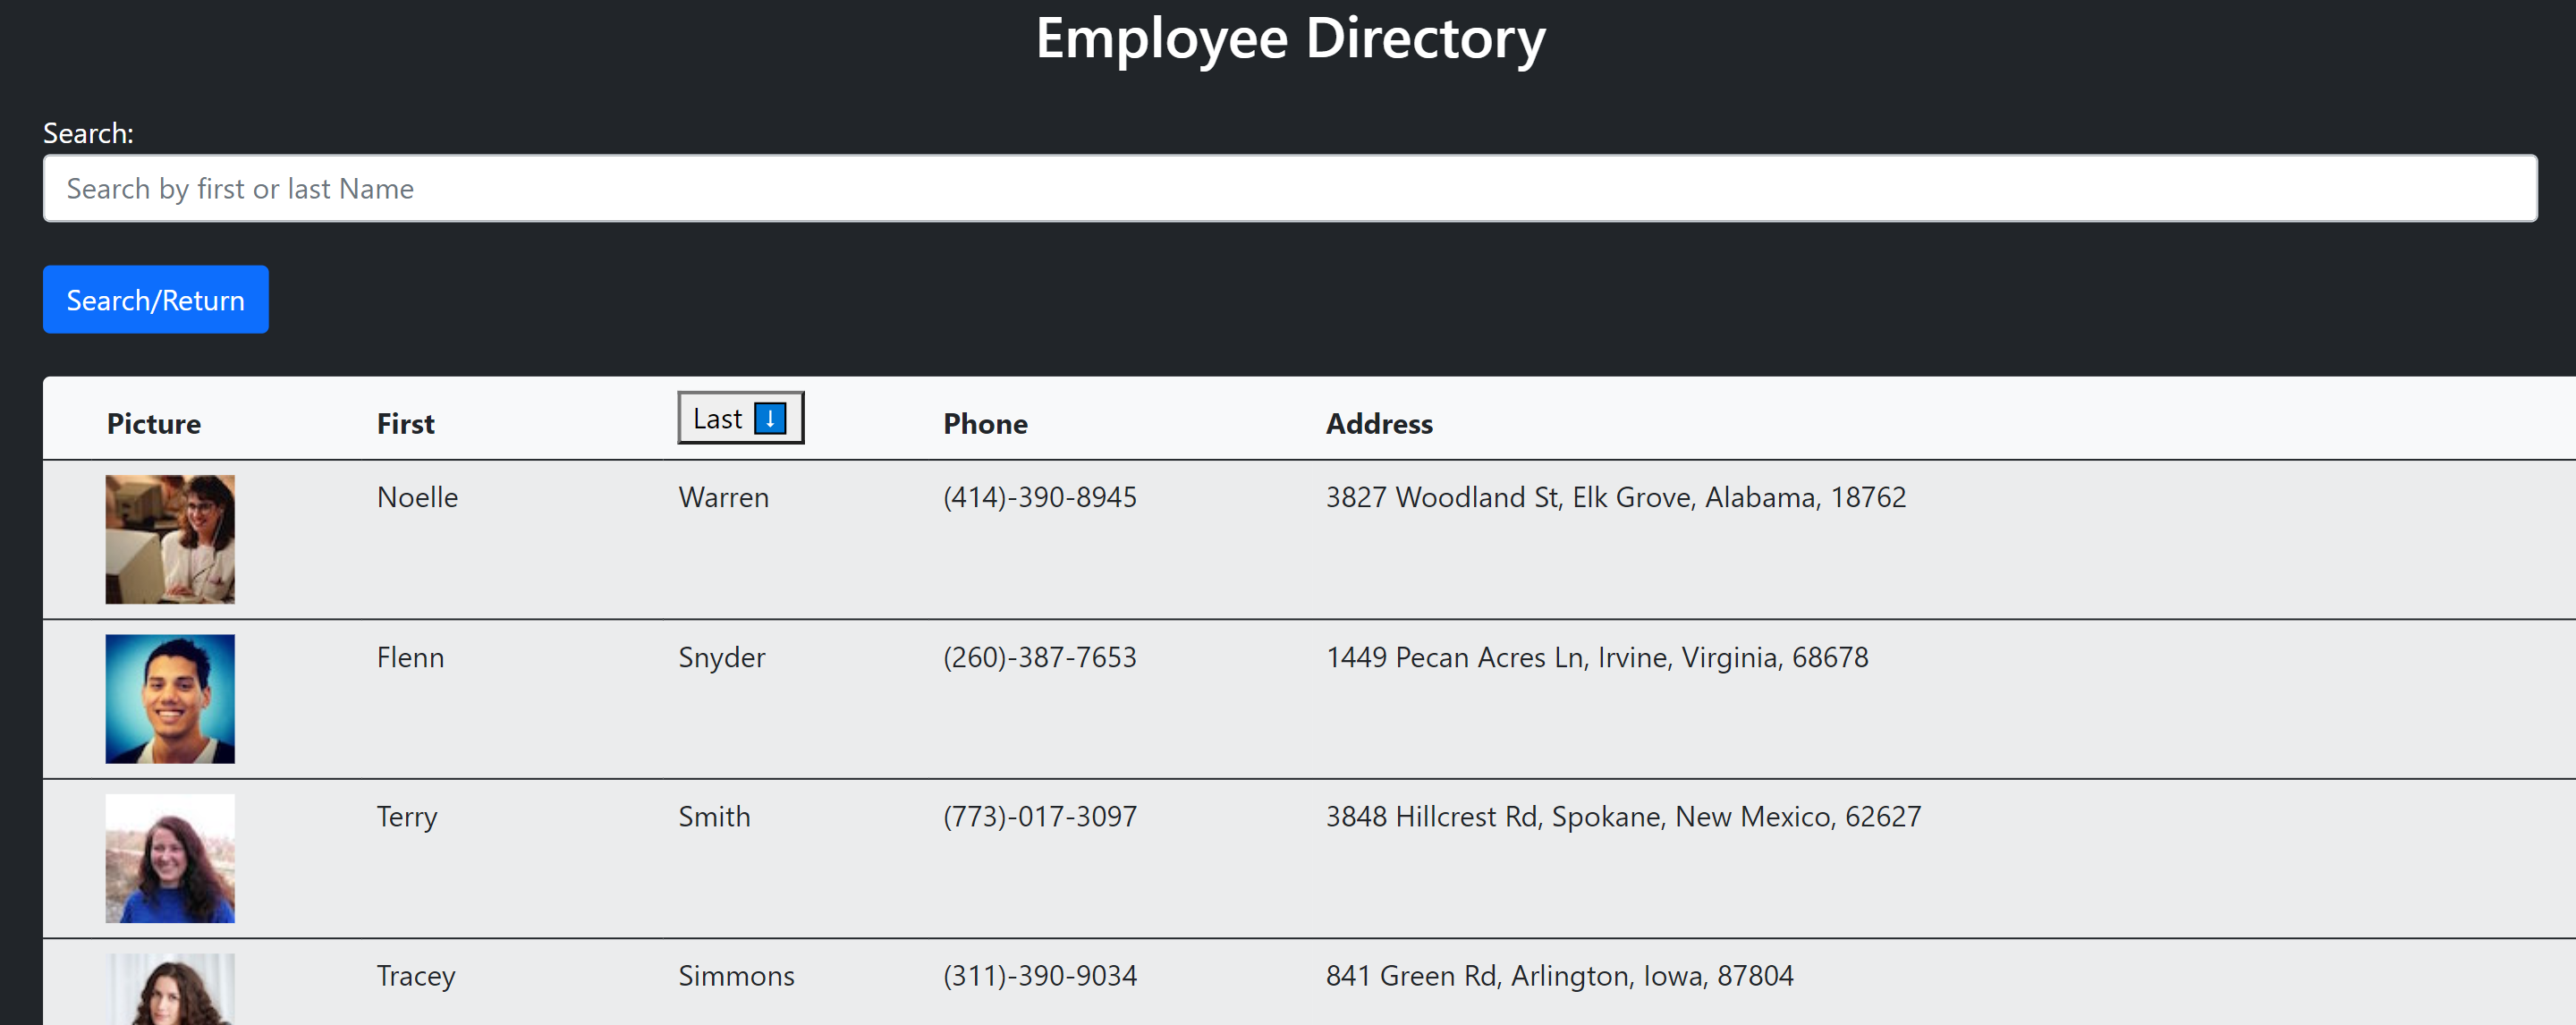 Employee Directory
Search:
Search by first or last Name
Search/Return
Picture First Last ↓ Phone Address
Noelle Warren (414)-390-8945 3827 Woodland St, Elk Grove, Alabama, 18762
Flenn Snyder (260)-387-7653 1449 Pecan Acres Ln, Irvine, Virginia, 68678
Terry Smith (773)-017-3097 3848 Hillcrest Rd, Spokane, New Mexico, 62627
Tracey Simmons (311)-390-9034 841 Green Rd, Arlington, Iowa, 87804